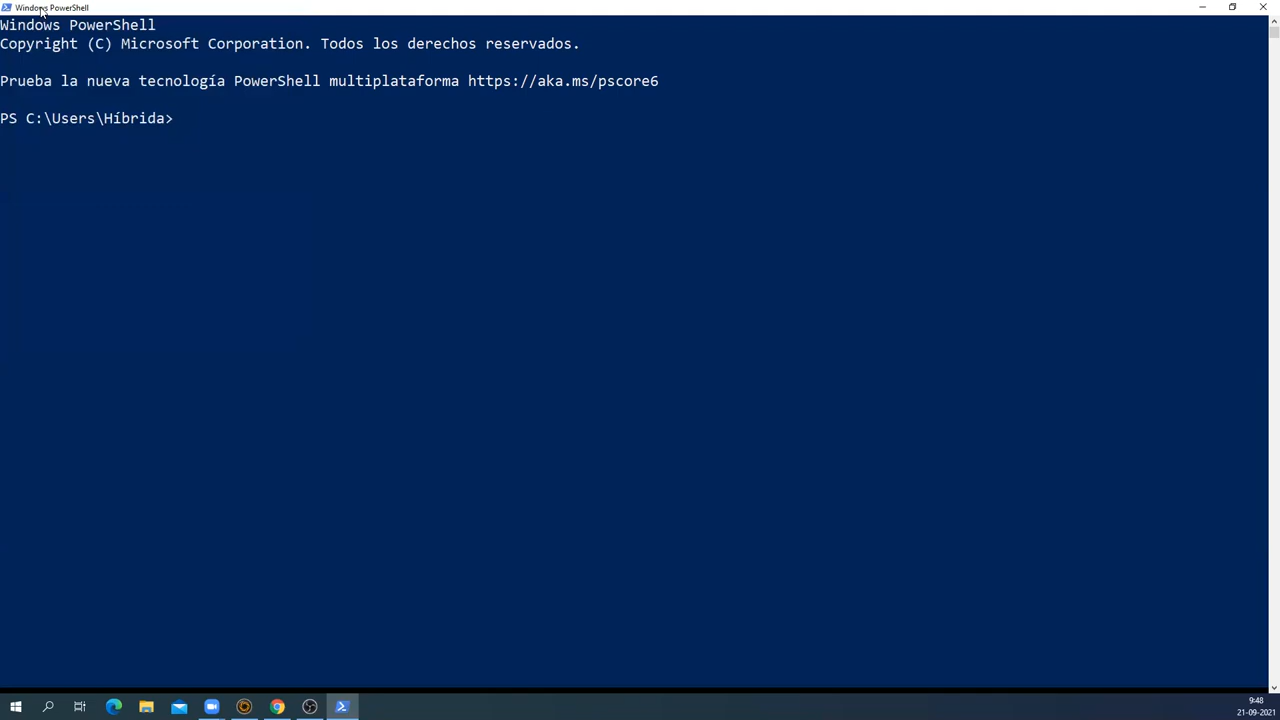 Windows PowerShell
Windows PowerShell
Copyright (C) Microsoft Corporation. Todos los derechos reservados.
Prueba la nueva tecnología PowerShell multiplataforma https://aka.ms/pscore6
PS C:\Users\Híbrida>
9:48
21-09-2021